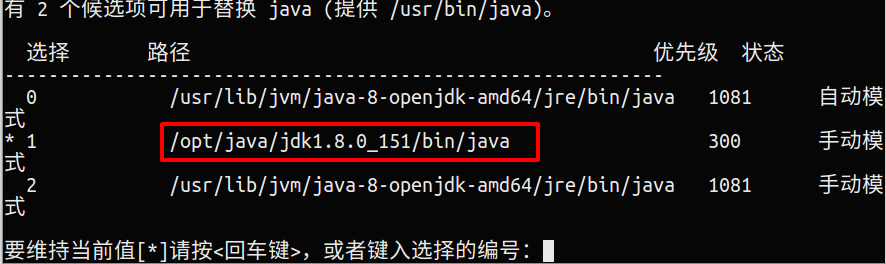 有 2 个候选项可用于替换 java (提供 /usr/bin/java)。
选择 路径 优先级 状态
------------------------------------------------------------
0 /usr/lib/jvm/java-8-openjdk-amd64/jre/bin/java 1081 自动模
式
* 1 /opt/java/jdk1.8.0_151/bin/java 300 手动模
式
2 /usr/lib/jvm/java-8-openjdk-amd64/jre/bin/java 1081 手动模
式
要维持当前值[*]请按<回车键>，或者键入选择的编号：